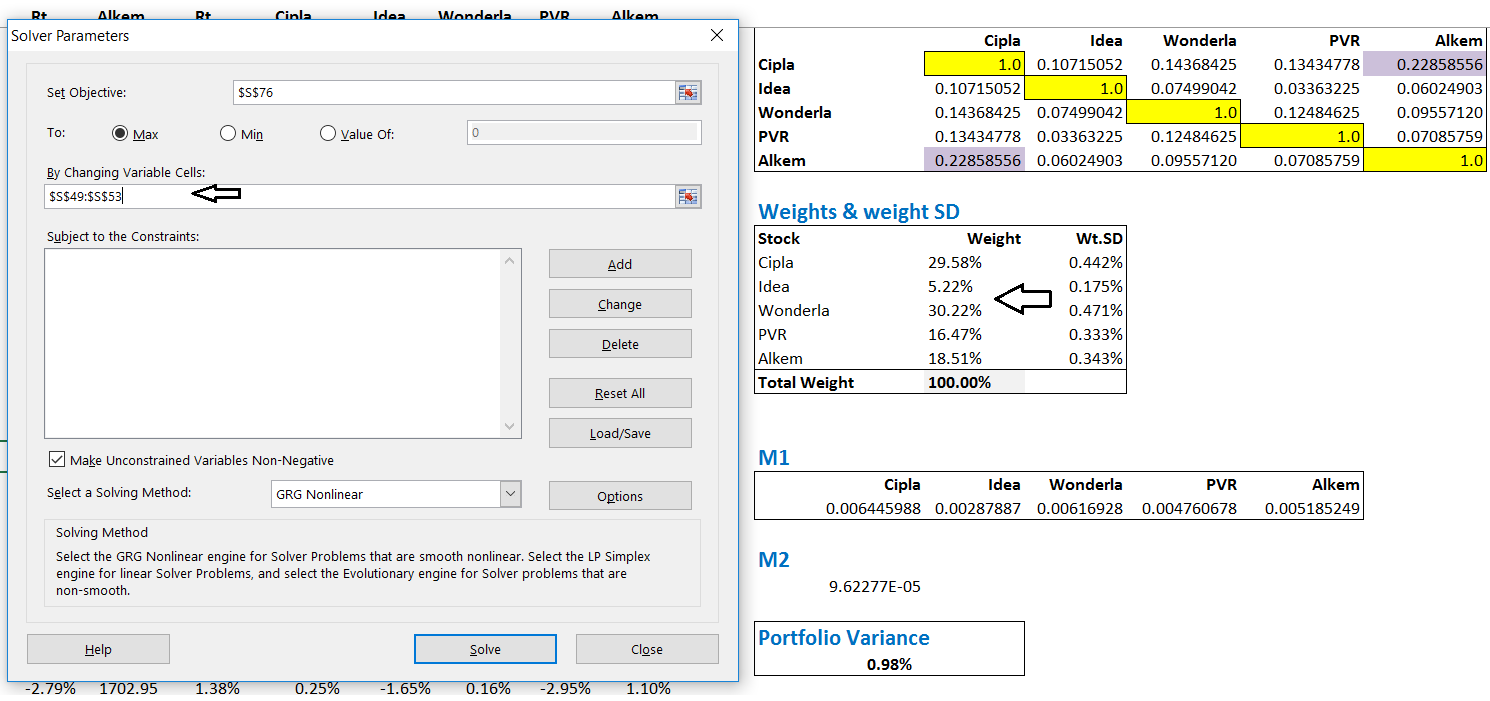 Rt Alkem Rt Cipla Idea Wonderla PVR Alkem
Solver Parameters
Set Objective: $S$76
To: Max Min Value Of: 0
By Changing Variable Cells:
$S$49:$S$53
Subject to the Constraints:
Add
Change
Delete
Reset All
Load/Save
Make Unconstrained Variables Non-Negative
Select a Solving Method: GRG Nonlinear Options
Solving Method
Select the GRG Nonlinear engine for Solver Problems that are smooth nonlinear. Select the LP Simplex
engine for linear Solver Problems, and select the Evolutionary engine for Solver problems that are
non-smooth.
Help Solve Close
-2.79% 1702.95 1.38% 0.25% -1.65% 0.16% -2.95% 1.10%
Cipla Idea Wonderla PVR Alkem
Cipla 1.0 0.10715052 0.14368425 0.13434778 0.22858556
Idea 0.10715052 1.0 0.07499042 0.03363225 0.06024903
Wonderla 0.14368425 0.07499042 1.0 0.12484625 0.09557120
PVR 0.13434778 0.03363225 0.12484625 1.0 0.07085759
Alkem 0.22858556 0.06024903 0.09557120 0.07085759 1.0
Weights & weight SD
Stock Weight Wt.SD
Cipla 29.58% 0.442%
Idea 5.22% 0.175%
Wonderla 30.22% 0.471%
PVR 16.47% 0.333%
Alkem 18.51% 0.343%
Total Weight 100.00%
M1
Cipla Idea Wonderla PVR Alkem
0.006445988 0.00287887 0.00616928 0.004760678 0.005185249
M2
9.62277E-05
Portfolio Variance
0.98%